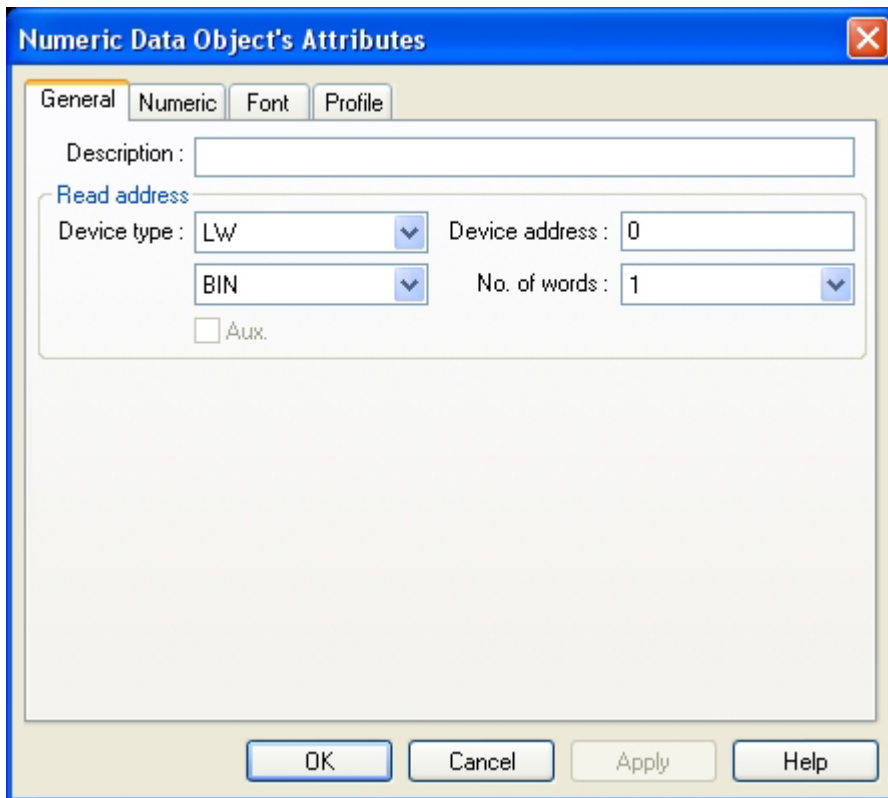 Numeric Data Object's Attributes
General Numeric Font Profile
Description :
Read address
Device type : LW Device address : 0
BIN No. of words : 1
Aux.
OK Cancel Apply Help